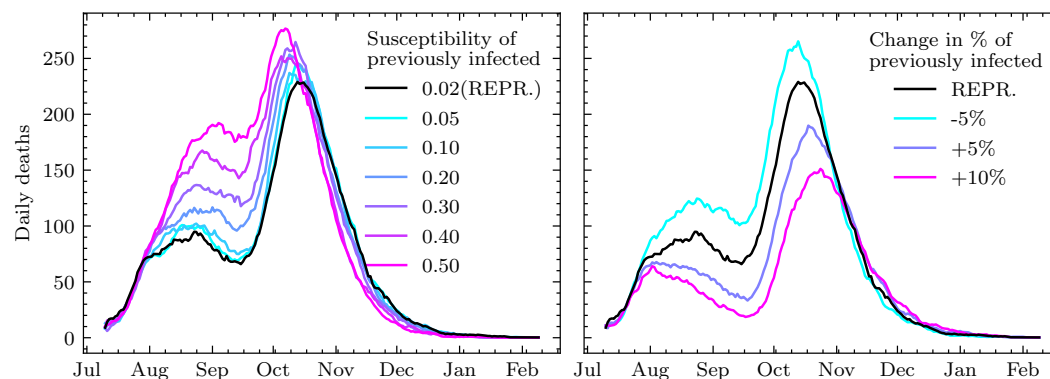 Daily deaths
250
200
150
100
50
0
Jul Aug Sep Oct Nov Dec Jan Feb
Susceptibility of
previously infected
0.02(REPR.)
0.05
0.10
0.20
0.30
0.40
0.50
Jul Aug Sep Oct Nov Dec Jan Feb
Change in % of
previously infected
REPR.
-5%
+5%
+10%